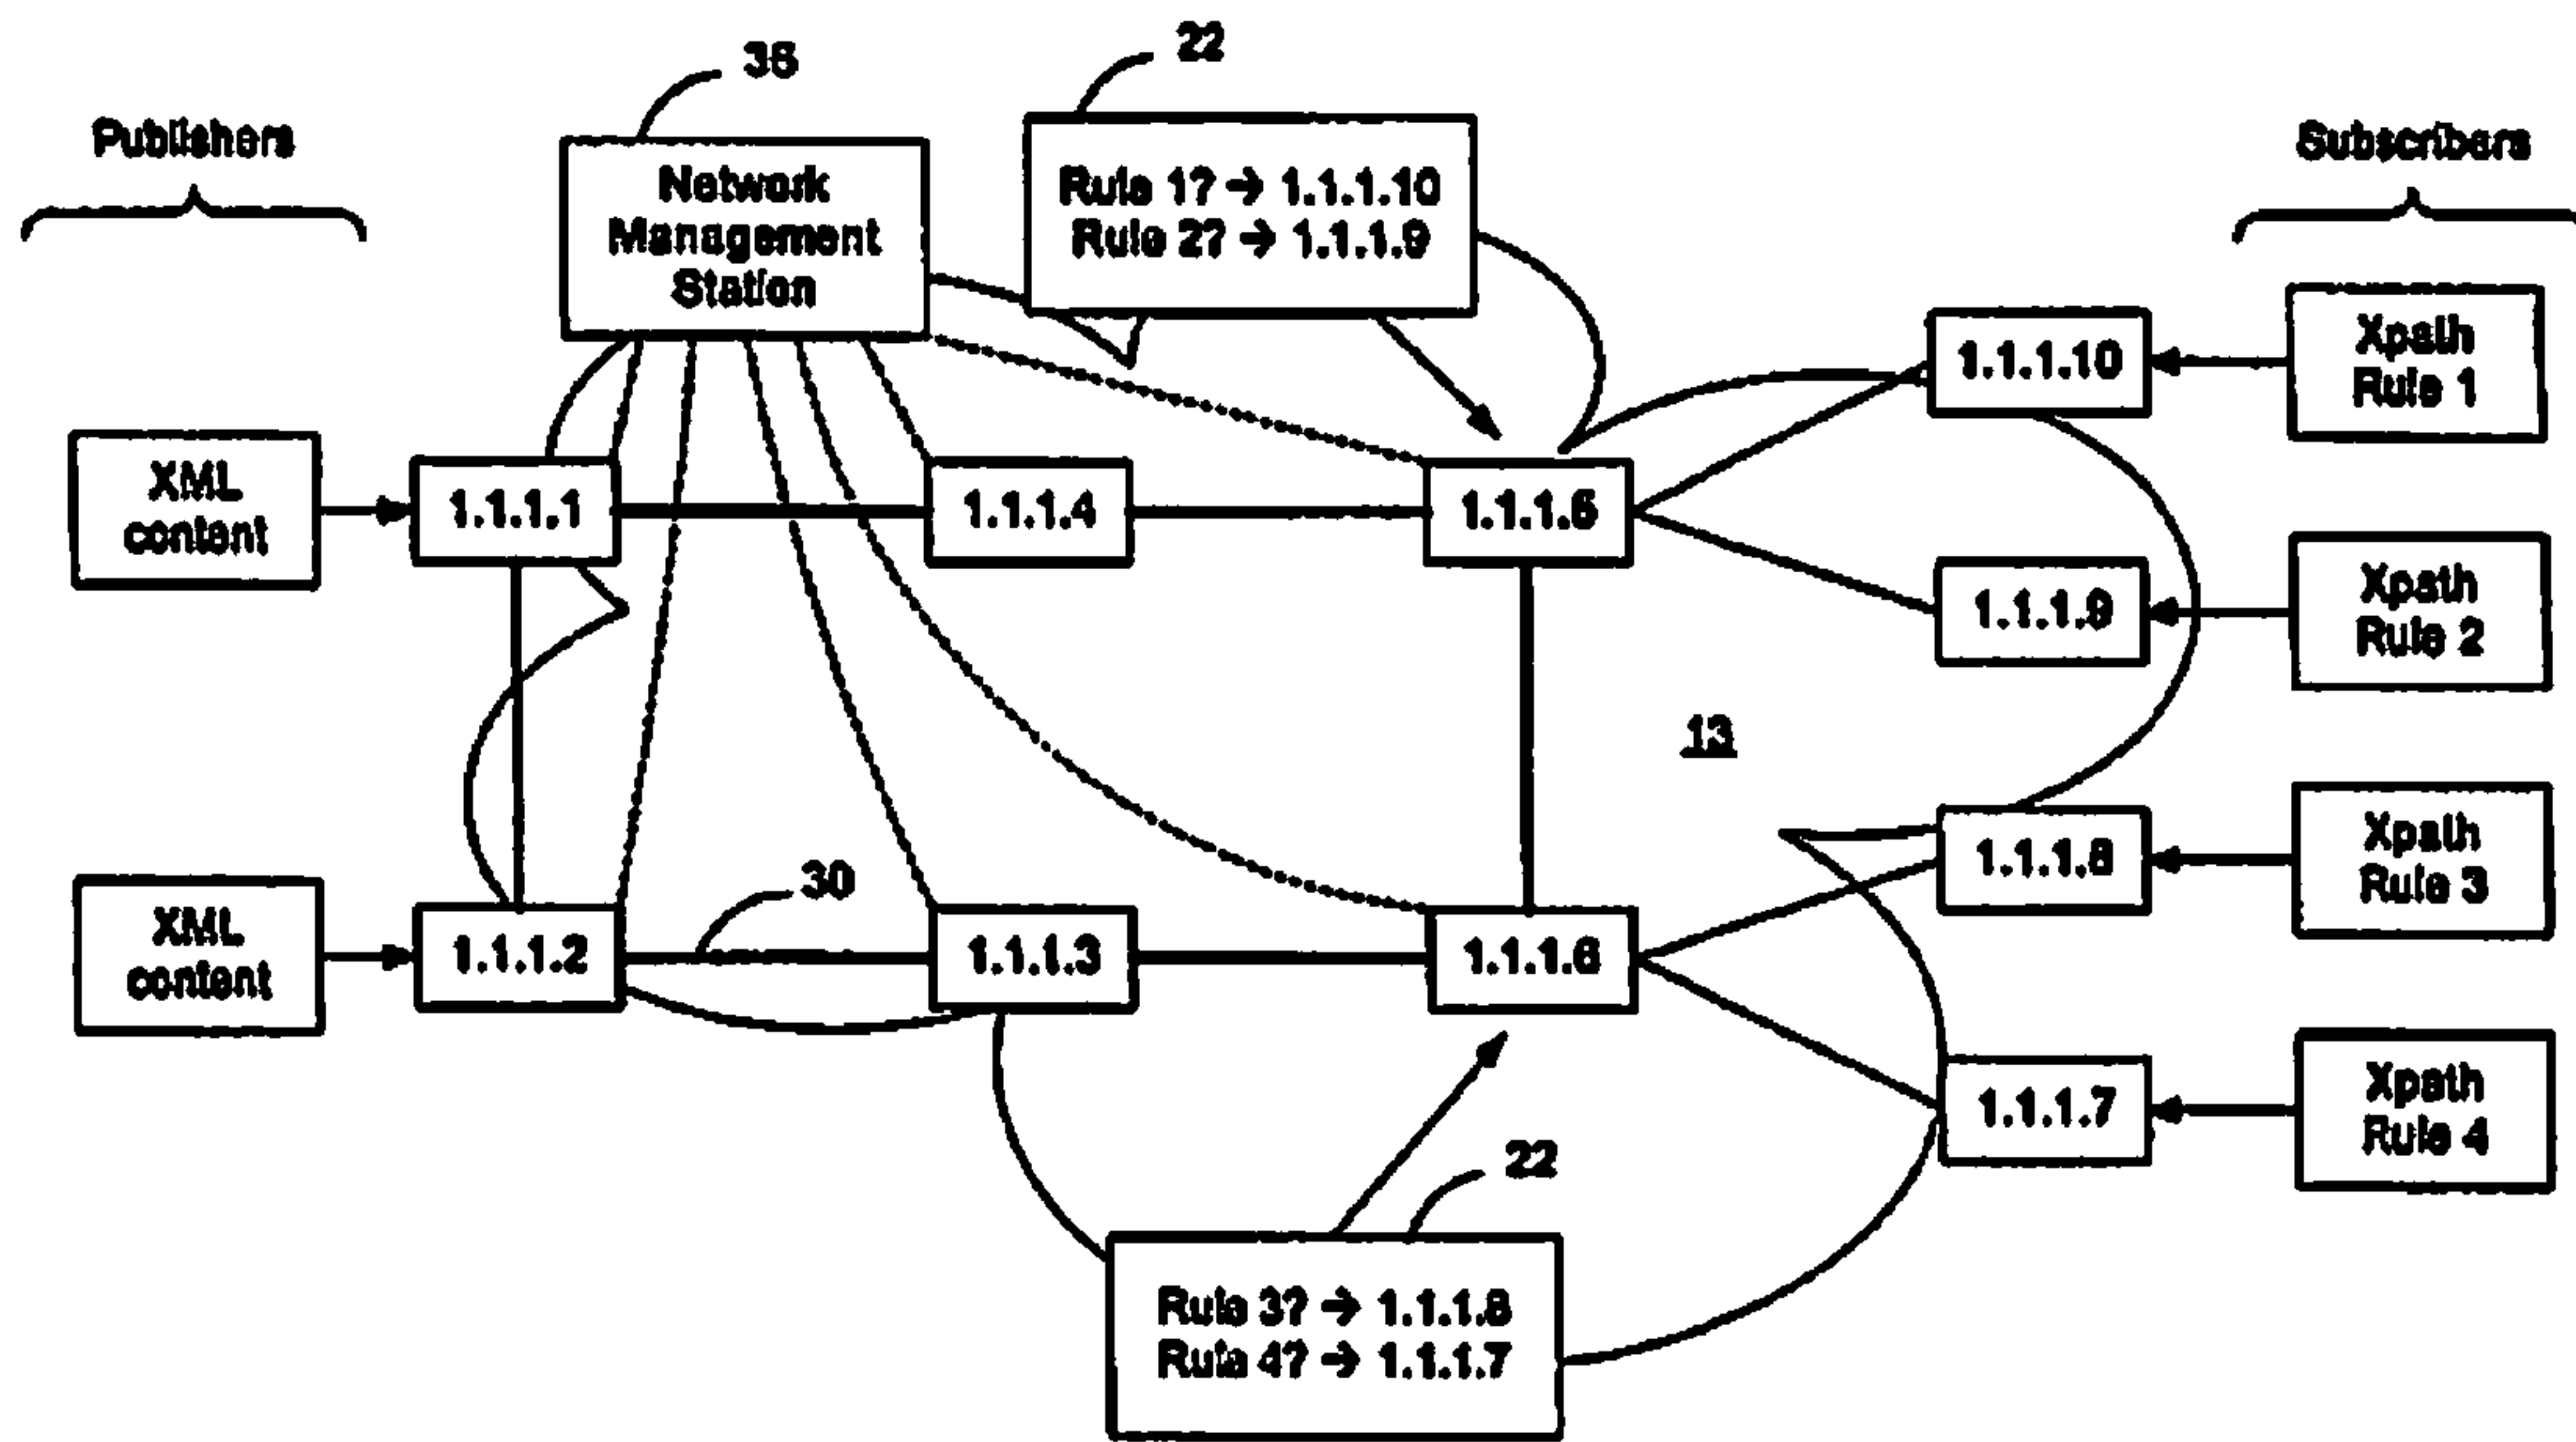 36
22
Publishers
Subscribers
Network
Management
Station
Rule 1? → 1.1.1.10
Rule 2? → 1.1.1.9
1.1.1.10
Xpath
Rule 1
XML
content
1.1.1.1
1.1.1.4
1.1.1.5
1.1.1.9
Xpath
Rule 2
13
1.1.1.8
Xpath
Rule 3
30
XML
content
1.1.1.2
1.1.1.3
1.1.1.6
1.1.1.7
Xpath
Rule 4
22
Rule 3? → 1.1.1.8
Rule 4? → 1.1.1.7